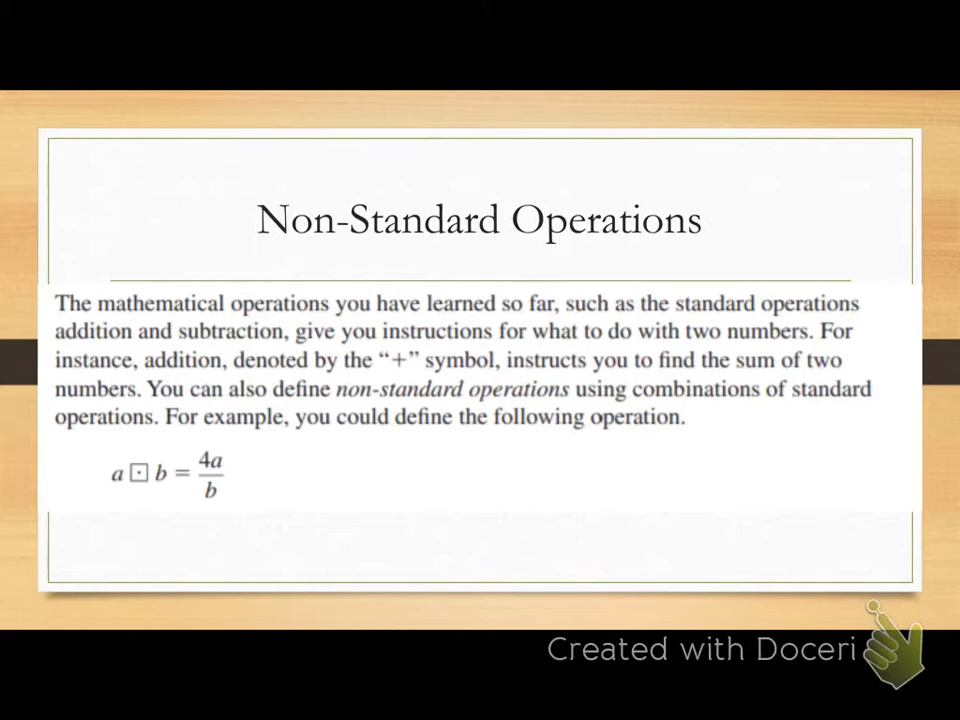 Non-Standard Operations
The mathematical operations you have learned so far, such as the standard operations
addition and subtraction, give you instructions for what to do with two numbers. For
instance, addition, denoted by the “+” symbol, instructs you to find the sum of two
numbers. You can also define non-standard operations using combinations of standard
operations. For example, you could define the following operation.
a ⊡ b = 4a/b
Created with Doceri